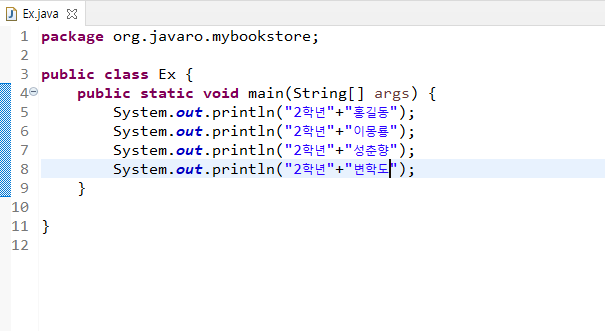 Ex.java
1 package org.javaro.mybookstore;
2
3 public class Ex {
4     public static void main(String[] args) {
5         System.out.println("2학년"+"홍길동");
6         System.out.println("2학년"+"이몽룡");
7         System.out.println("2학년"+"성춘향");
8         System.out.println("2학년"+"변학도");
9     }
10
11 }
12